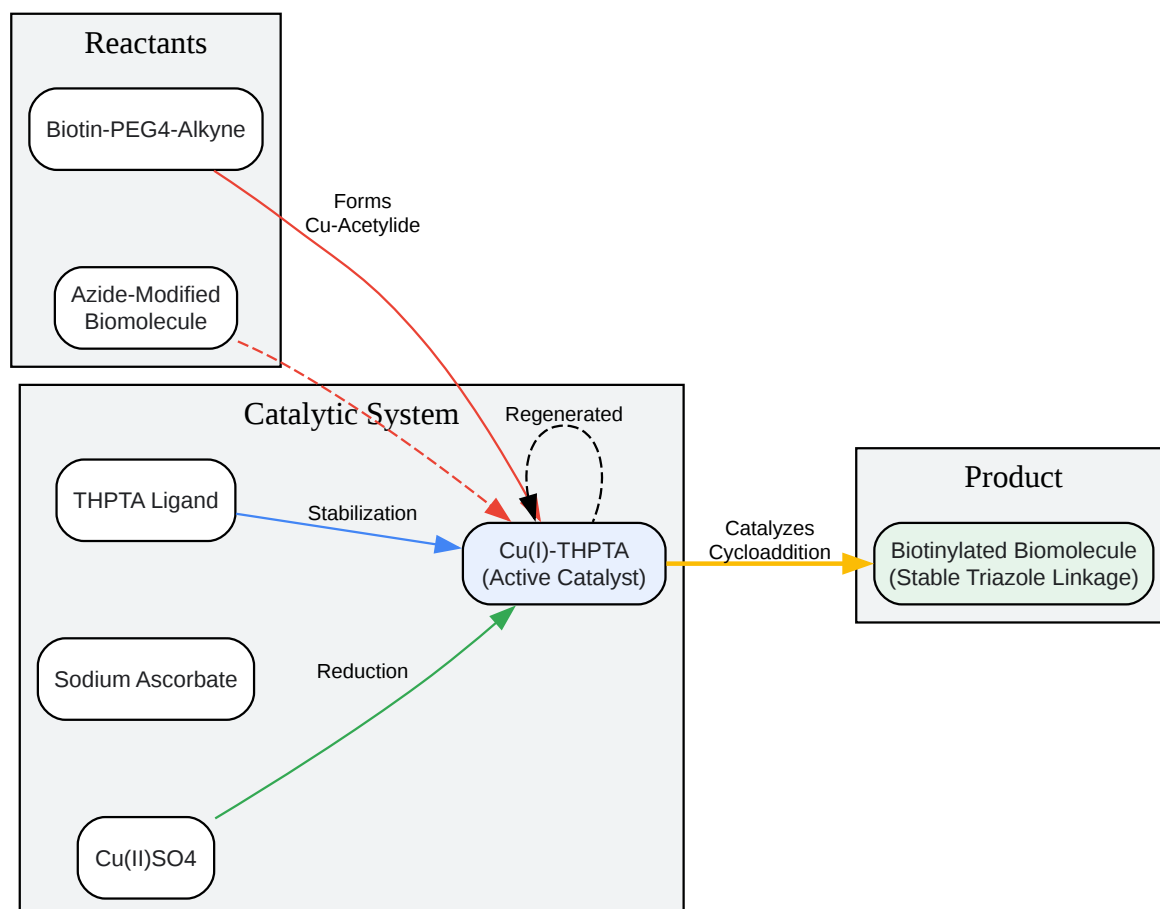 Reactants
Biotin-PEG4-Alkyne
Forms
Cu-Acetylide
Azide-Modified
Biomolecule
Catalytic System
Regenerated
THPTA Ligand
Stabilization
Cu(I)-THPTA
(Active Catalyst)
Catalyzes
Cycloaddition
Product
Biotinylated Biomolecule
(Stable Triazole Linkage)
Sodium Ascorbate
Reduction
Cu(II)SO4